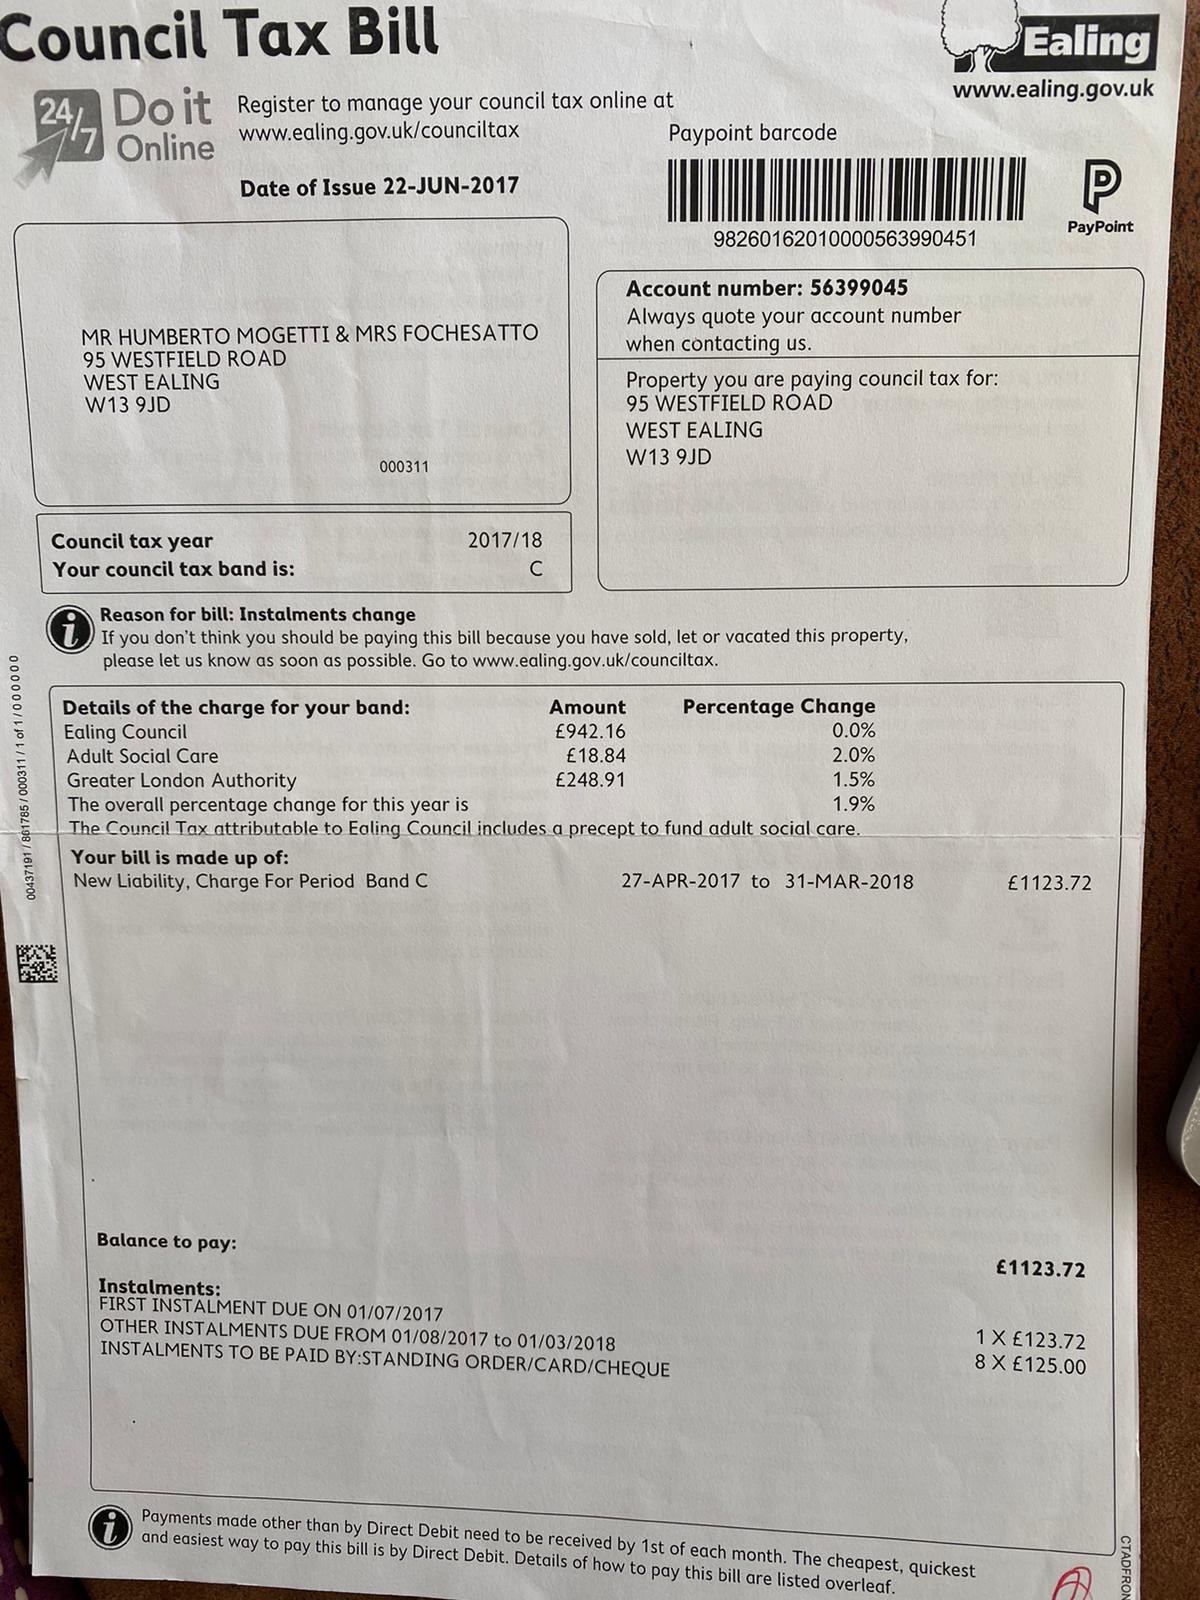 Council Tax Bill
Ealing
www.ealing.gov.uk
24/7
Do it
Online
Register to manage your council tax online at
www.ealing.gov.uk/counciltax
Date of Issue 22-JUN-2017
Paypoint barcode
PayPoint
982601620100000563990451
MR HUMBERTO MOGETTI & MRS FOCHESATTO
95 WESTFIELD ROAD
WEST EALING
W13 9JD
000311
Account number: 56399045
Always quote your account number
when contacting us.
Property you are paying council tax for:
95 WESTFIELD ROAD
WEST EALING
W13 9JD
Council tax year 2017/18
Your council tax band is: C
Reason for bill: Instalments change
If you don't think you should be paying this bill because you have sold, let or vacated this property,
please let us know as soon as possible. Go to www.ealing.gov.uk/counciltax.
00437191 / 861785 / 000311 / 1 of 1 / 000000
Details of the charge for your band: Amount Percentage Change
Ealing Council £942.16 0.0%
Adult Social Care £18.84 2.0%
Greater London Authority £248.91 1.5%
The overall percentage change for this year is 1.9%
The Council Tax attributable to Ealing Council includes a precept to fund adult social care.
Your bill is made up of:
New Liability, Charge For Period Band C 27-APR-2017 to 31-MAR-2018 £1123.72
Balance to pay:
£1123.72
Instalments:
FIRST INSTALMENT DUE ON 01/07/2017 1 X £123.72
OTHER INSTALMENTS DUE FROM 01/08/2017 to 01/03/2018 8 X £125.00
INSTALMENTS TO BE PAID BY:STANDING ORDER/CARD/CHEQUE
Payments made other than by Direct Debit need to be received by 1st of each month. The cheapest, quickest
and easiest way to pay this bill is by Direct Debit. Details of how to pay this bill are listed overleaf.
CTADFRON